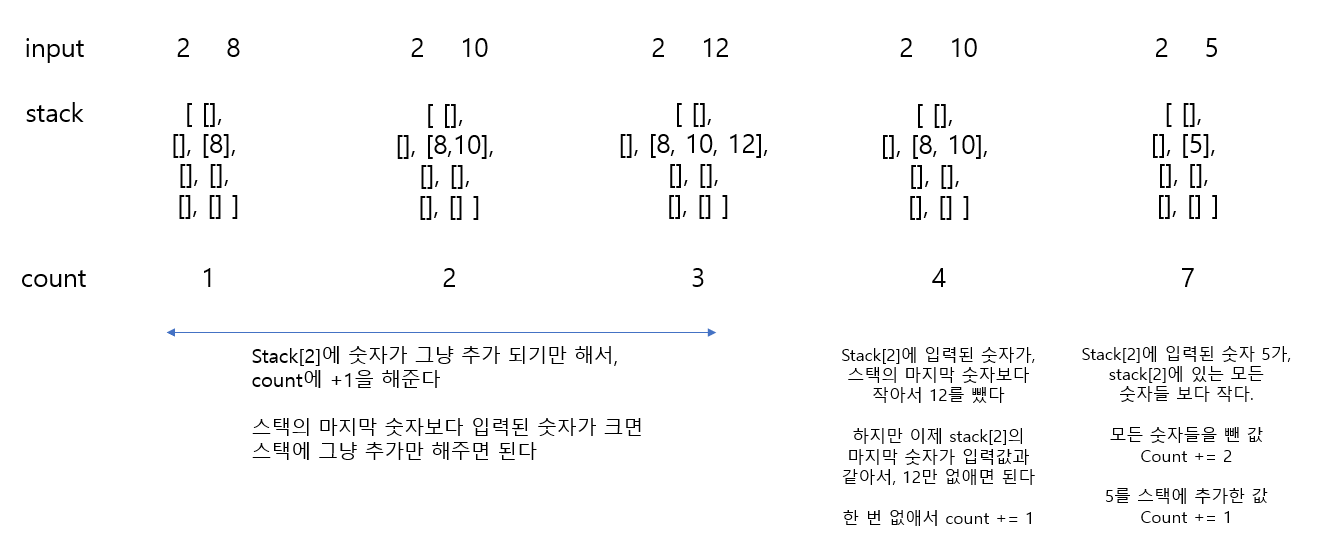 input 2 8 2 10 2 12 2 10 2 5
stack
[ [],
[], [8],
[], [],
[], [] ]
[ [],
[], [8,10],
[], [],
[], [] ]
[ [],
[], [8, 10, 12],
[], [],
[], [] ]
[ [],
[], [8, 10],
[], [],
[], [] ]
[ [],
[], [5],
[], [],
[], [] ]
count 1 2 3 4 7
Stack[2]에 숫자가 그냥 추가 되기만 해서,
count에 +1을 해준다
스택의 마지막 숫자보다 입력된 숫자가 크면
스택에 그냥 추가만 해주면 된다
Stack[2]에 입력된 숫자가,
스택의 마지막 숫자보다
작아서 12를 뺐다
하지만 이제 stack[2]의
마지막 숫자가 입력값과
같아서, 12만 없애면 된다
한 번 없애서 count += 1
Stack[2]에 입력된 숫자 5가,
stack[2]에 있는 모든
숫자들 보다 작다.
모든 숫자들을 뺀 값
Count += 2
5를 스택에 추가한 값
Count += 1